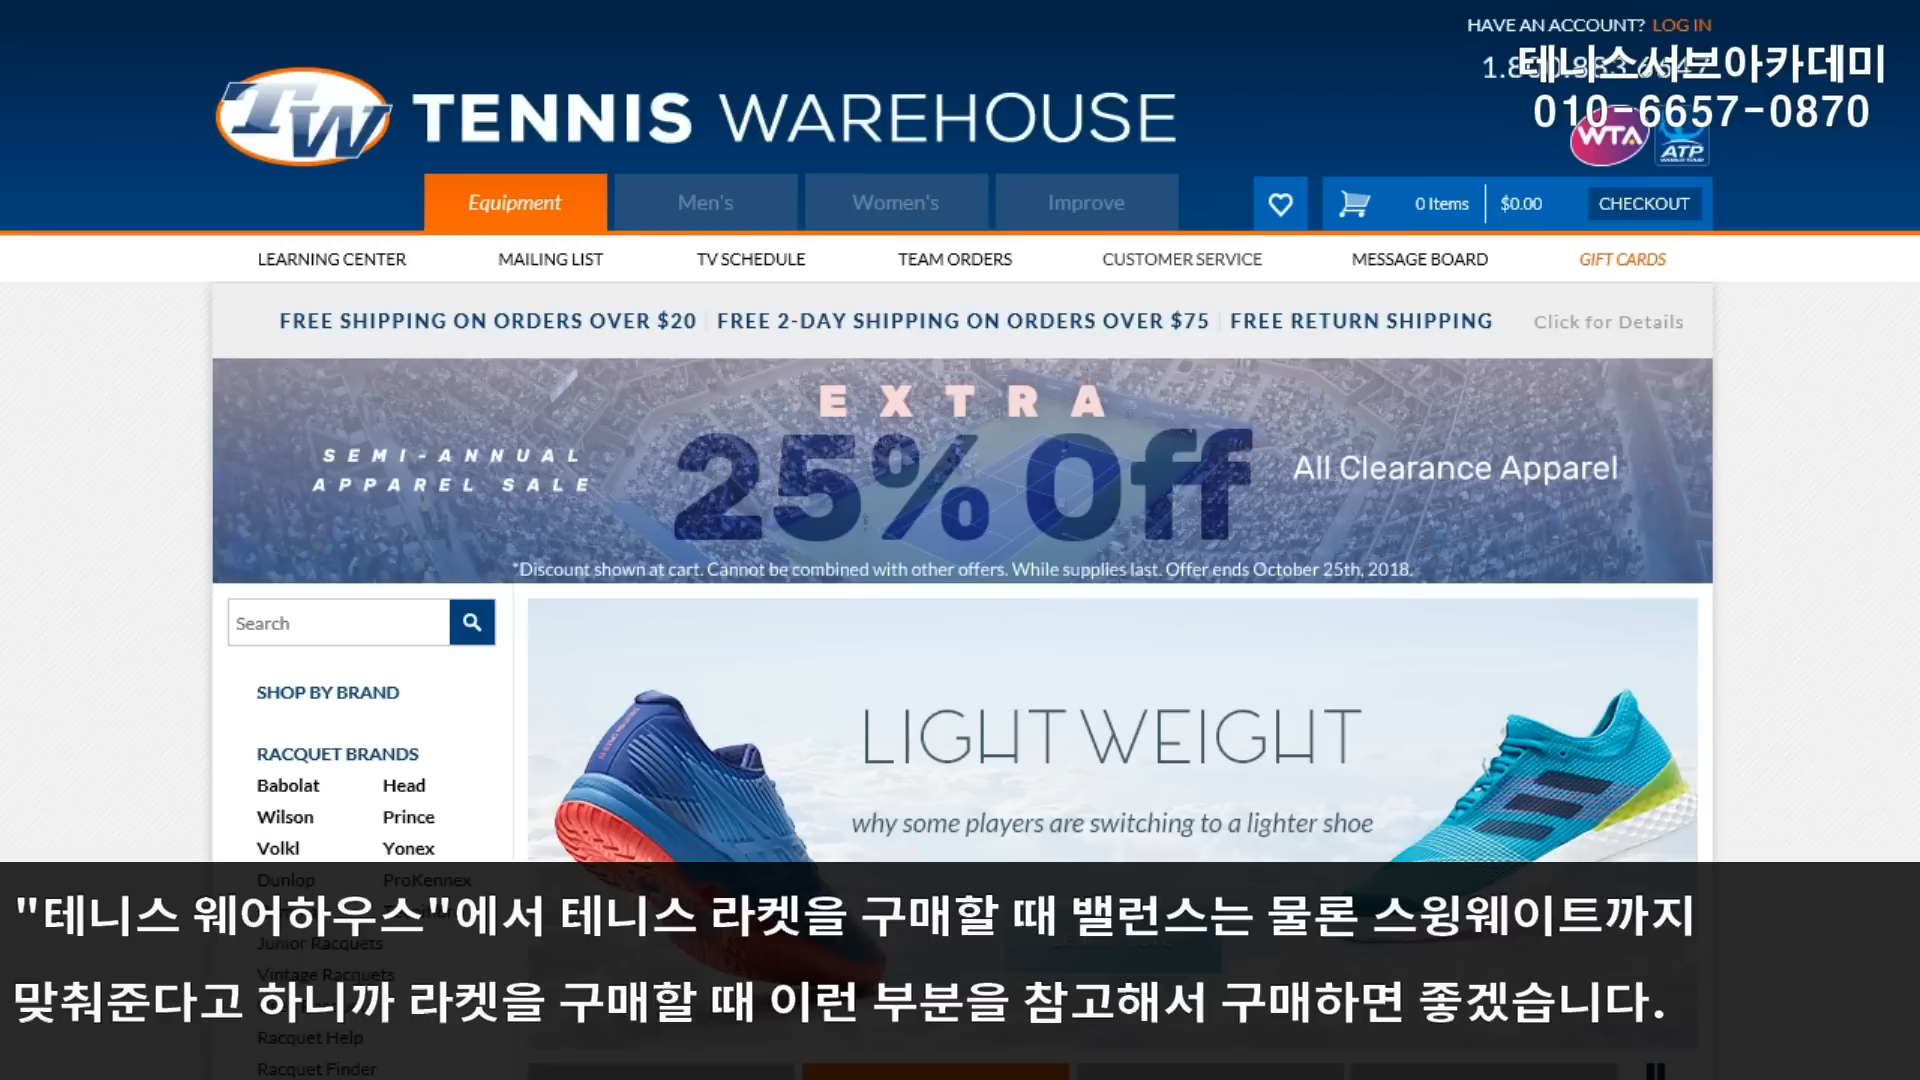 HAVE AN ACCOUNT? LOG IN
테니스서브아카데미
010-6657-0870
TW TENNIS WAREHOUSE
WTA
ATP
Equipment
Men's
Women's
Improve
0 Items
$0.00
CHECKOUT
LEARNING CENTER
MAILING LIST
TV SCHEDULE
TEAM ORDERS
CUSTOMER SERVICE
MESSAGE BOARD
GIFT CARDS
FREE SHIPPING ON ORDERS OVER $20 | FREE 2-DAY SHIPPING ON ORDERS OVER $75 | FREE RETURN SHIPPING Click for Details
SEMI-ANNUAL
APPAREL SALE
EXTRA
25% Off
All Clearance Apparel
*Discount shown at cart. Cannot be combined with other offers. While supplies last. Offer ends October 25th, 2018.
Search
SHOP BY BRAND
RACQUET BRANDS
Babolat Head
Wilson Prince
Volkl Yonex
Dunlop ProKennex
Junior Racquets
Vintage Racquets
Racquet Help
Racquet Finder
LIGHTWEIGHT
why some players are switching to a lighter shoe
"테니스 웨어하우스"에서 테니스 라켓을 구매할 때 밸런스는 물론 스윙웨이트까지
맞춰준다고 하니까 라켓을 구매할 때 이런 부분을 참고해서 구매하면 좋겠습니다.